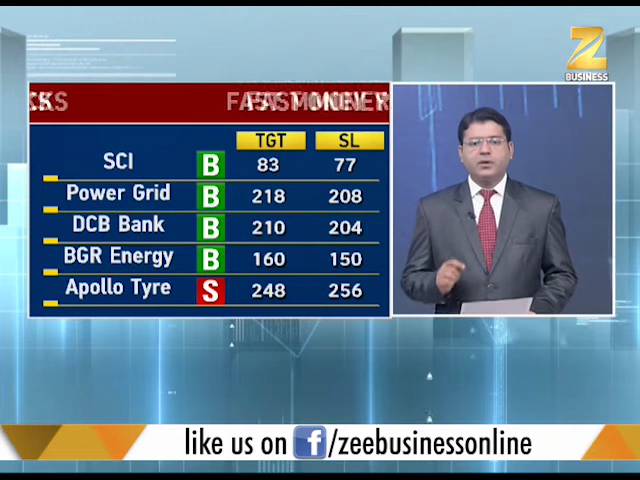 Z
BUSINESS
FAST MONEY
TGT SL
SCI B 83 77
Power Grid B 218 208
DCB Bank B 210 204
BGR Energy B 160 150
Apollo Tyre S 248 256
like us on f/zeebusinessonline